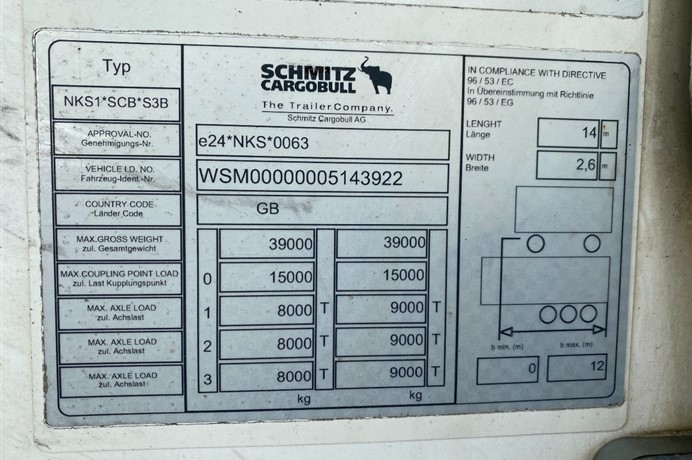 Typ
NKS1*SCB*S3B
SCHMITZ
CARGOBULL
The Trailer Company.
Schmitz Cargobull AG
APPROVAL-NO.
Genehmigungs-Nr.
e24*NKS*0063
VEHICLE I.D. NO.
Fahrzeug-Ident.-Nr.
WSM00000005143922
COUNTRY CODE
Länder Code
GB
MAX.GROSS WEIGHT
zul. Gesamtgewicht
39000 39000
MAX.COUPLING POINT LOAD
zul. Last Kupplungspunkt
0 15000 15000
MAX. AXLE LOAD
zul. Achslast
1 8000 T 9000 T
MAX. AXLE LOAD
zul. Achslast
2 8000 T 9000 T
MAX. AXLE LOAD
zul. Achslast
3 8000 T 9000 T
kg kg
IN COMPLIANCE WITH DIRECTIVE
96 / 53 / EC
In Übereinstimmung mit Richtlinie
96 / 53 / EG
LENGHT
Länge
14 m
WIDTH
Breite
2,6 m
b min. (m) b max. (m)
0 12